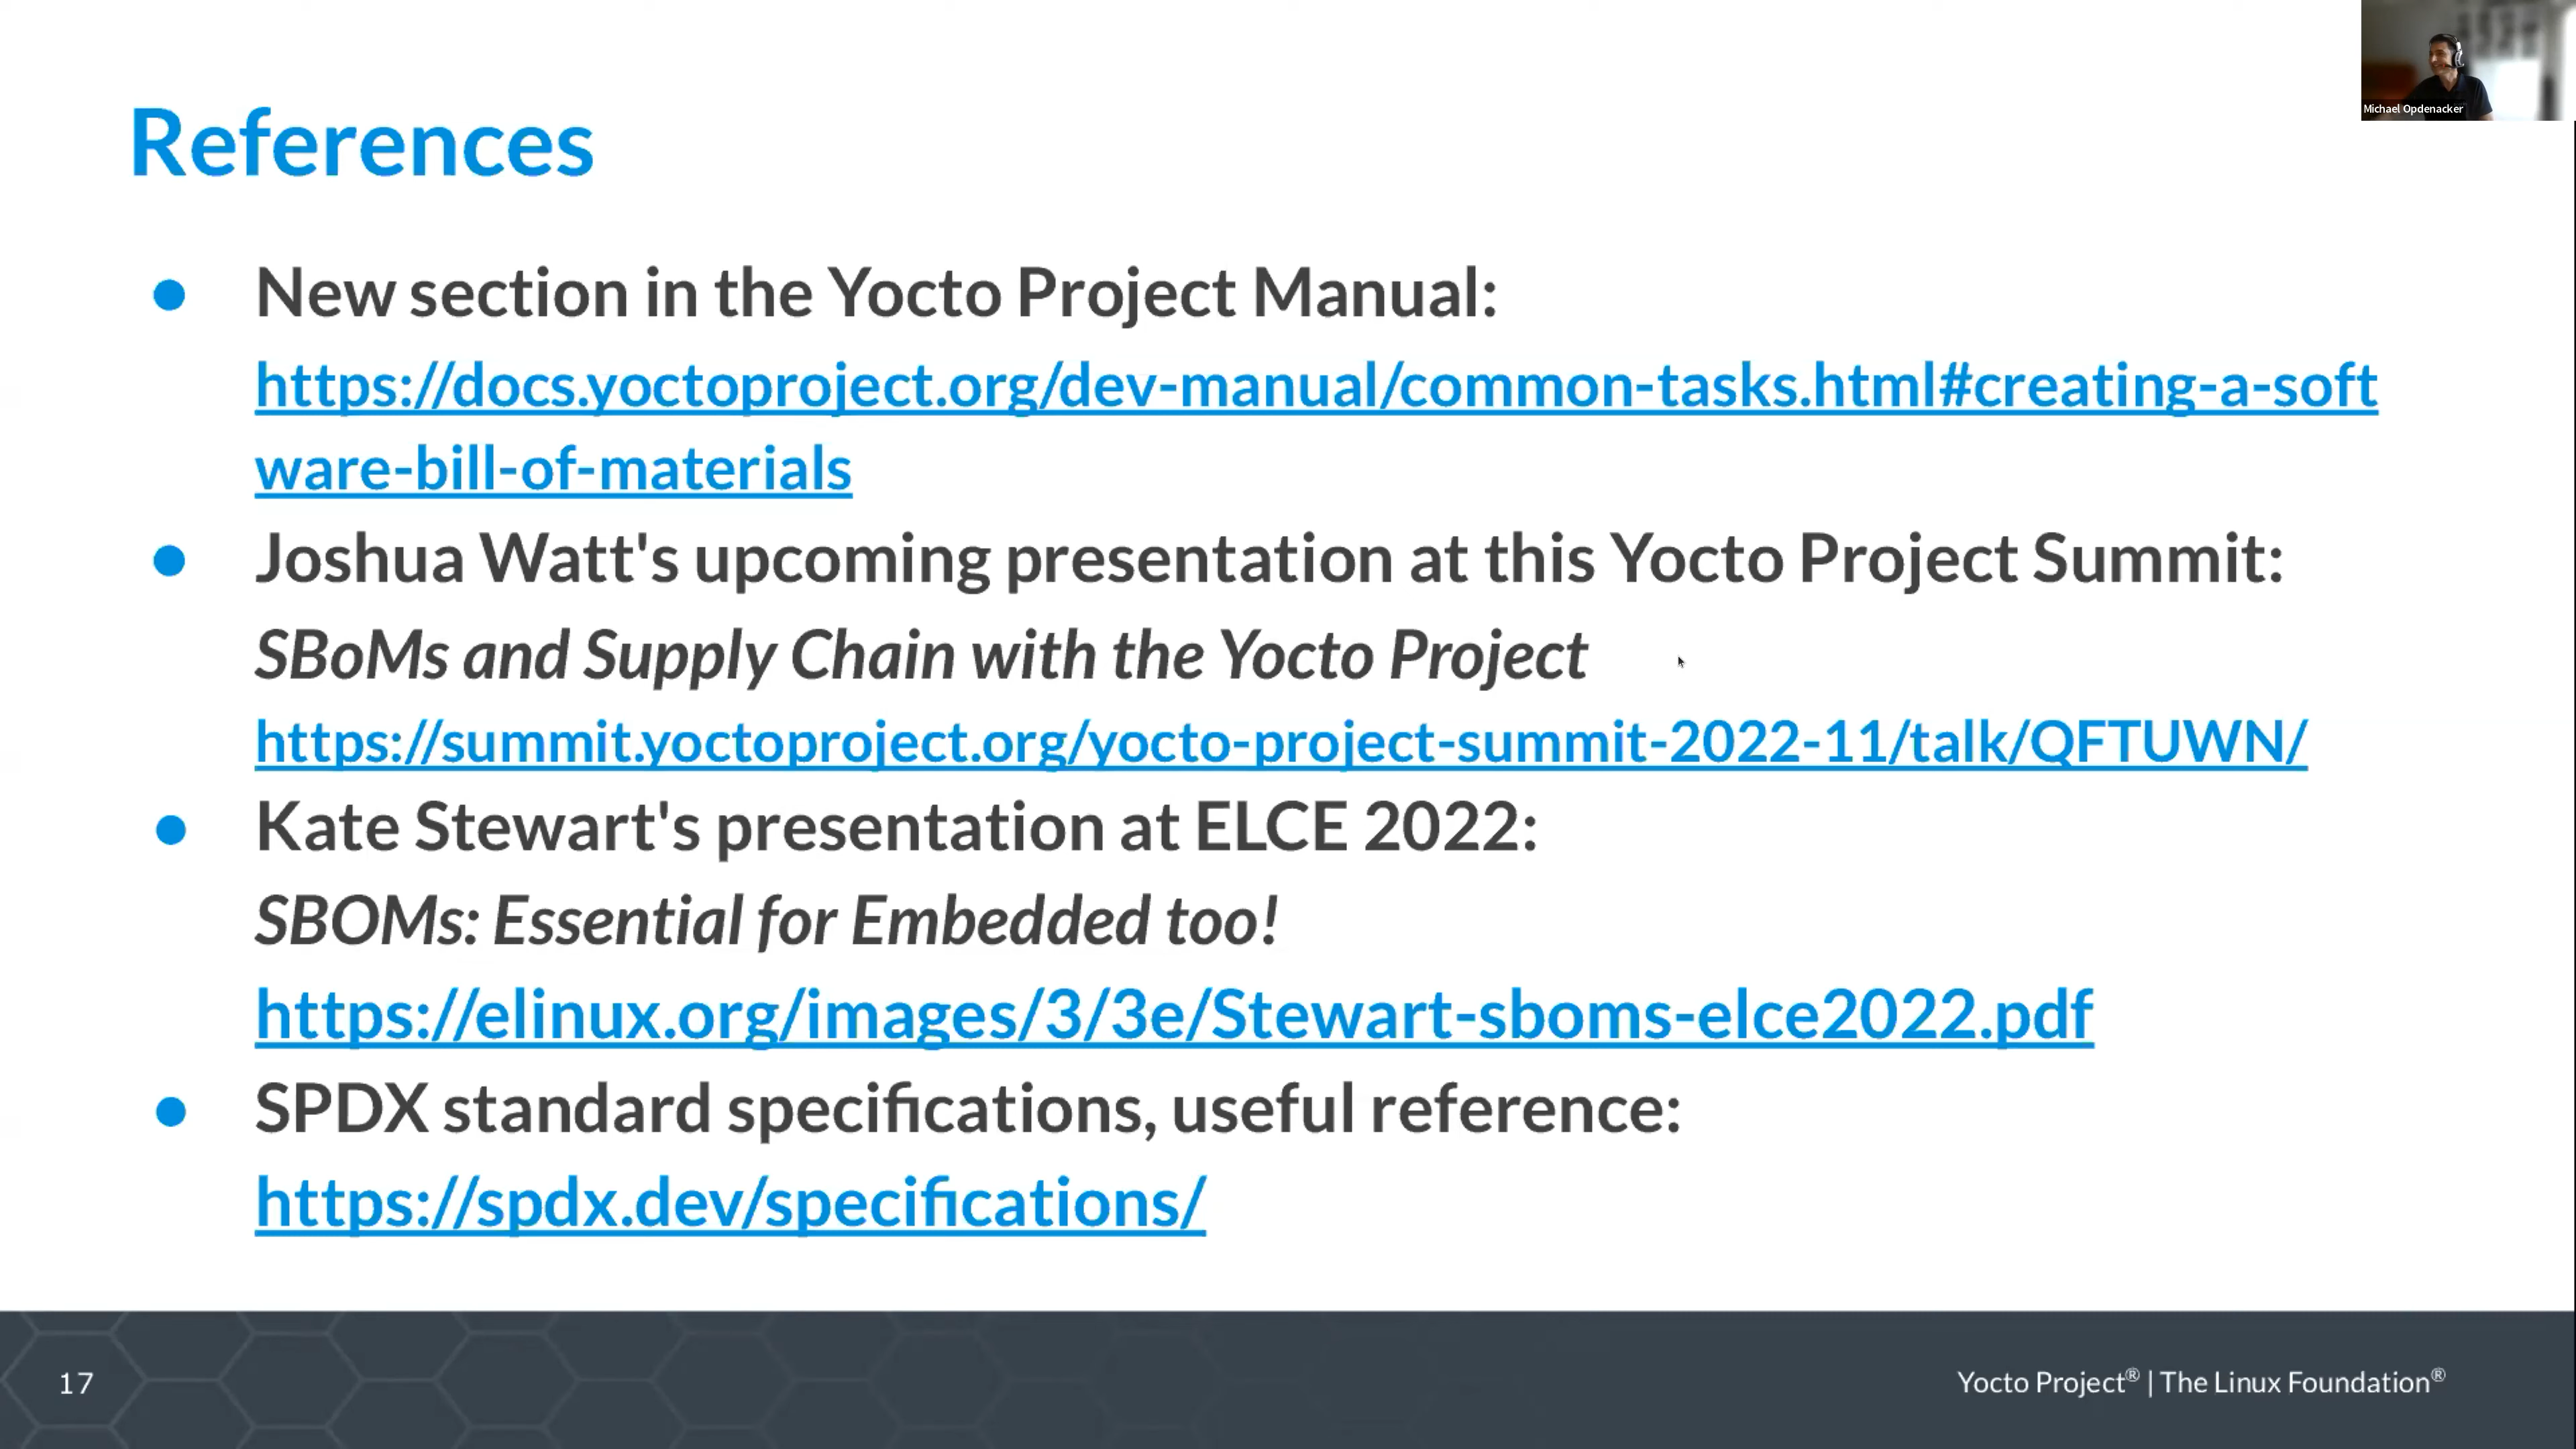 Michael Opdenacker
References
● New section in the Yocto Project Manual:
https://docs.yoctoproject.org/dev-manual/common-tasks.html#creating-a-soft
ware-bill-of-materials
● Joshua Watt's upcoming presentation at this Yocto Project Summit:
SBoMs and Supply Chain with the Yocto Project
https://summit.yoctoproject.org/yocto-project-summit-2022-11/talk/QFTUWN/
● Kate Stewart's presentation at ELCE 2022:
SBOMs: Essential for Embedded too!
https://elinux.org/images/3/3e/Stewart-sboms-elce2022.pdf
● SPDX standard specifications, useful reference:
https://spdx.dev/specifications/
17
Yocto Project® | The Linux Foundation®